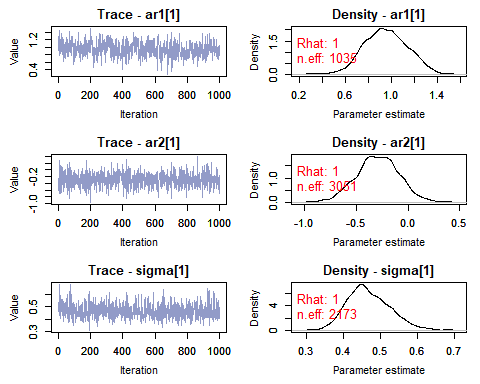 Trace - ar1[1]
Value
0.4
1.2
0 200 400 600 800 1000
Iteration
Density - ar1[1]
Density
0.0
1.5
Rhat: 1
n.eff: 1035
0.2 0.6 1.0 1.4
Parameter estimate
Trace - ar2[1]
Value
-1.0
-0.2
0 200 400 600 800 1000
Iteration
Density - ar2[1]
Density
0.0
1.5
Rhat: 1
n.eff: 3051
-1.0 -0.5 0.0 0.5
Parameter estimate
Trace - sigma[1]
Value
0.3
0.5
0 200 400 600 800 1000
Iteration
Density - sigma[1]
Density
0
4
Rhat: 1
n.eff: 2173
0.3 0.4 0.5 0.6 0.7
Parameter estimate